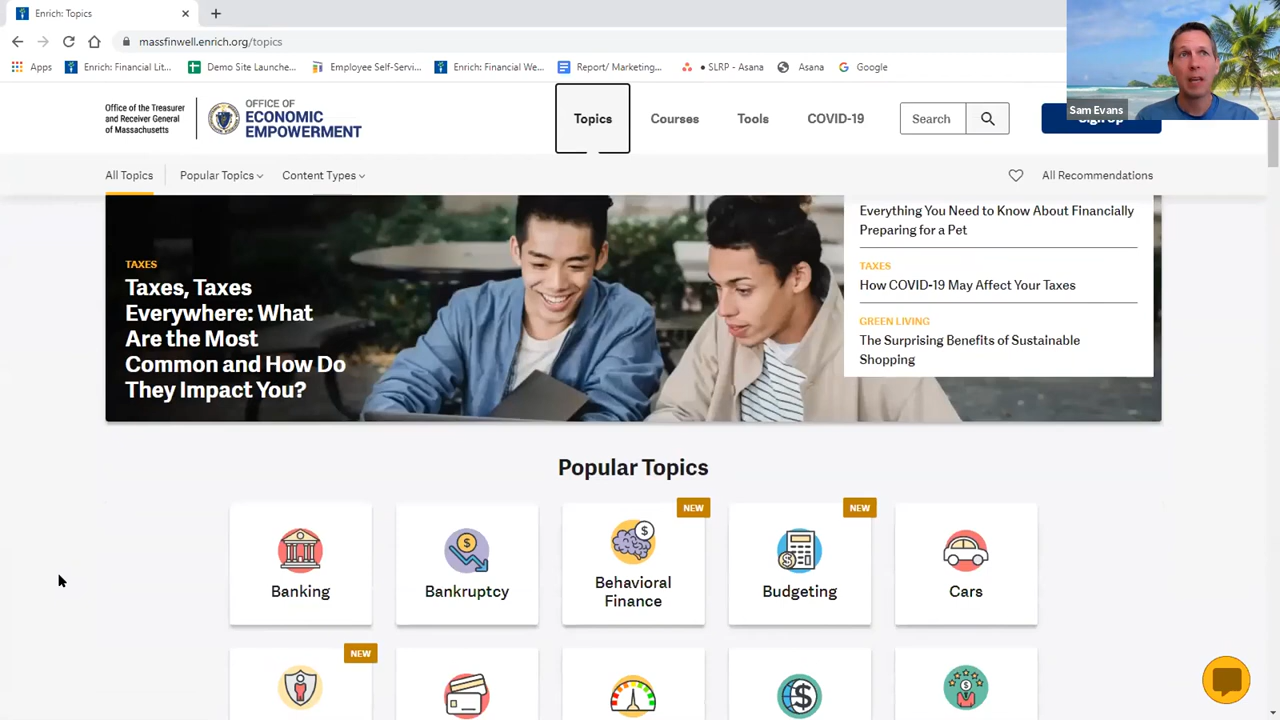 Enrich: Topics
massfinwell.enrich.org/topics
Apps
Enrich: Financial Lit...
Demo Site Launche...
Employee Self-Servi...
Enrich: Financial We...
Report/ Marketing...
• SLRP - Asana
Asana
Google
Sam Evans
Office of the Treasurer
and Receiver General
of Massachusetts
OFFICE OF
ECONOMIC
EMPOWERMENT
Topics
Courses
Tools
COVID-19
Search
Sign Up
All Topics
Popular Topics
Content Types
All Recommendations
TAXES
Taxes, Taxes
Everywhere: What
Are the Most
Common and How Do
They Impact You?
Everything You Need to Know About Financially
Preparing for a Pet
TAXES
How COVID-19 May Affect Your Taxes
GREEN LIVING
The Surprising Benefits of Sustainable
Shopping
Popular Topics
Banking
Bankruptcy
NEW
Behavioral
Finance
NEW
Budgeting
Cars
NEW